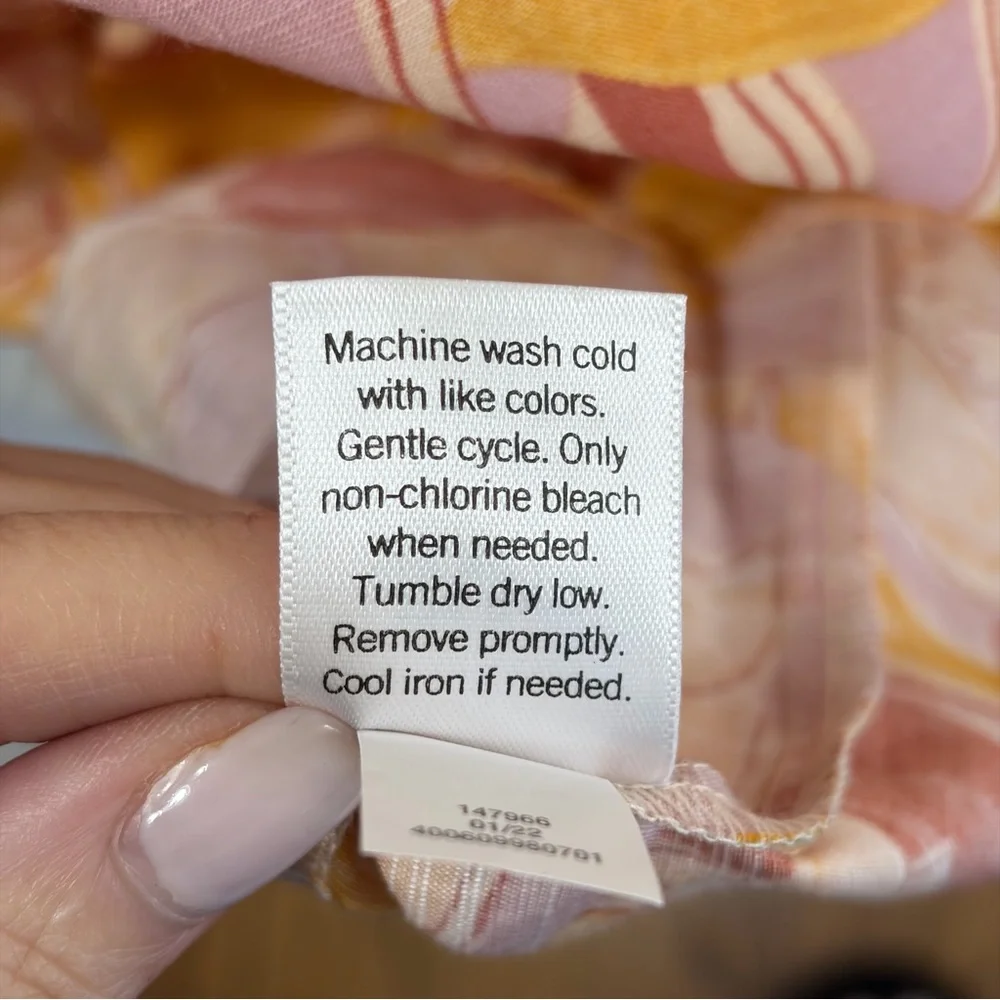 Machine wash cold
with like colors.
Gentle cycle. Only
non-chlorine bleach
when needed.
Tumble dry low.
Remove promptly.
Cool iron if needed.
147966
01/22
400609980701